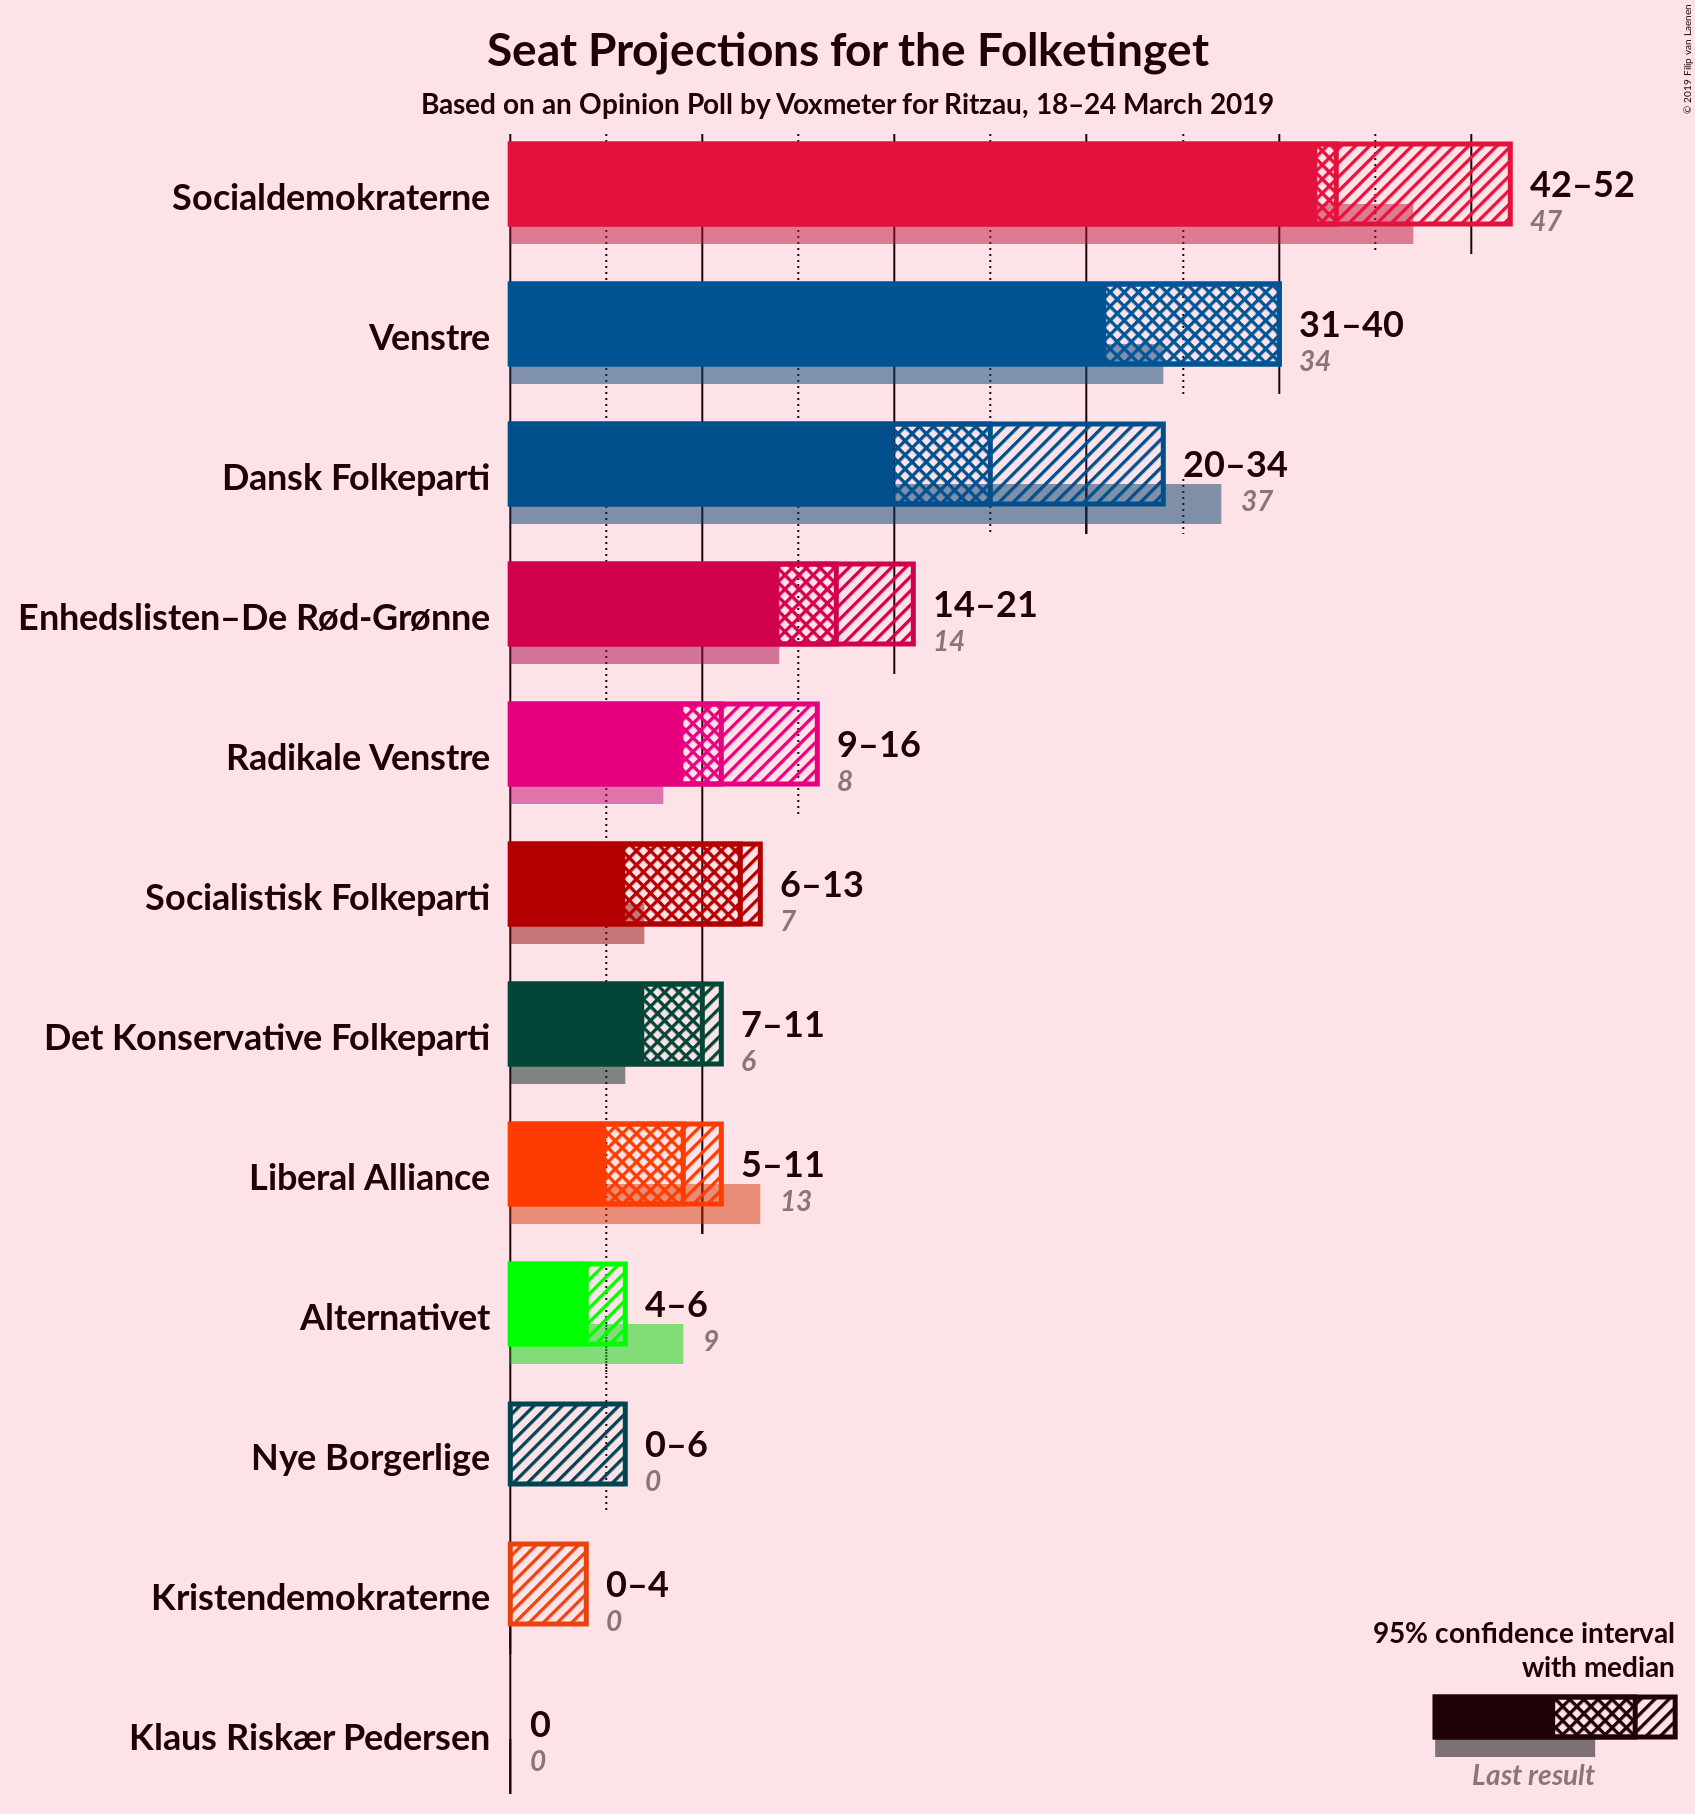 Seat Projections for the Folketinget
Based on an Opinion Poll by Voxmeter for Ritzau, 18–24 March 2019
© 2019 Filip van Laenen
Socialdemokraterne
42–52
47
Venstre
31–40
34
Dansk Folkeparti
20–34
37
Enhedslisten–De Rød-Grønne
14–21
14
Radikale Venstre
9–16
8
Socialistisk Folkeparti
6–13
7
Det Konservative Folkeparti
7–11
6
Liberal Alliance
5–11
13
Alternativet
4–6
9
Nye Borgerlige
0–6
0
Kristendemokraterne
0–4
0
Klaus Riskær Pedersen
0
0
95% confidence interval
with median
Last result